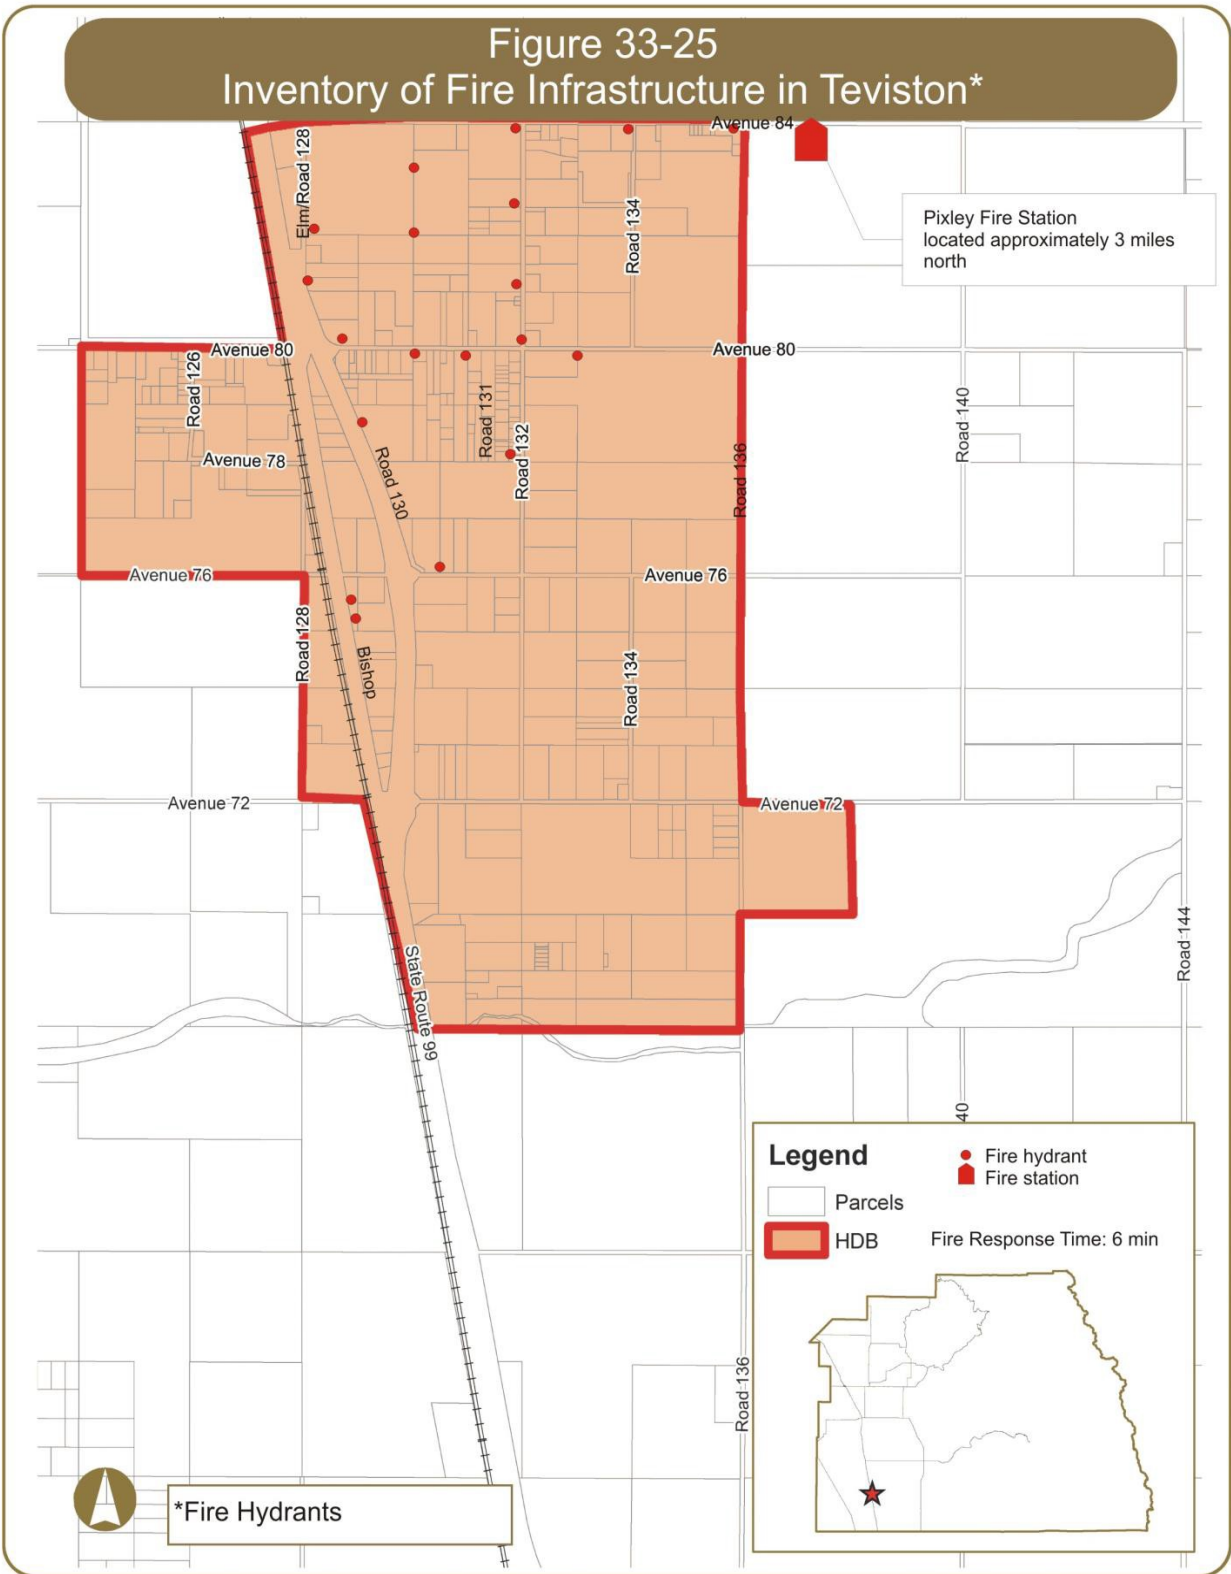 Figure 33-25
Inventory of Fire Infrastructure in Teviston*
Avenue 84
Elm/Road 128
Road 134
Pixley Fire Station
located approximately 3 miles
north
Avenue 80
Avenue 80
Road 126
Road 131
Road 132
Road 140
Avenue 78
Road 130
Road 136
Avenue 76
Avenue 76
Road 128
Bishop
Road 134
Avenue 72
Avenue 72
Road 144
State Route 99
40
Legend
Fire hydrant
Fire station
Parcels
HDB
Fire Response Time: 6 min
Road 136
*Fire Hydrants